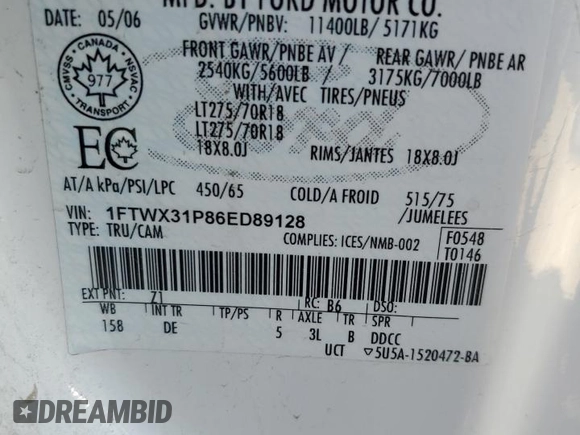 MFD. BY FORD MOTOR CO.
DATE: 05/06 GVWR/PNBV: 11400LB/ 5171KG
FRONT GAWR/PNBE AV REAR GAWR/ PNBE AR
2540KG/5600LB 3175KG/7000LB
WITH/AVEC TIRES/PNEUS
LT275/70R18
LT275/70R18
18X8.0J RIMS/JANTES 18X8.0J
CMVSS CANADA NSVAC
977
TRANSPORT
EC
AT/A kPa/PSI/LPC 450/65 COLD/A FROID 515/75
/JUMELEES
VIN: 1FTWX31P86ED89128
TYPE: TRU/CAM COMPLIES: ICES/NMB-002
F0548
T0146
EXT PNT: Z1 RC: B6 DSO:
WB INT TR TP/PS R AXLE TR SPR
158 DE 5 3L B DDCC
UCT ▽5U5A-1520472-BA
DREAMBID